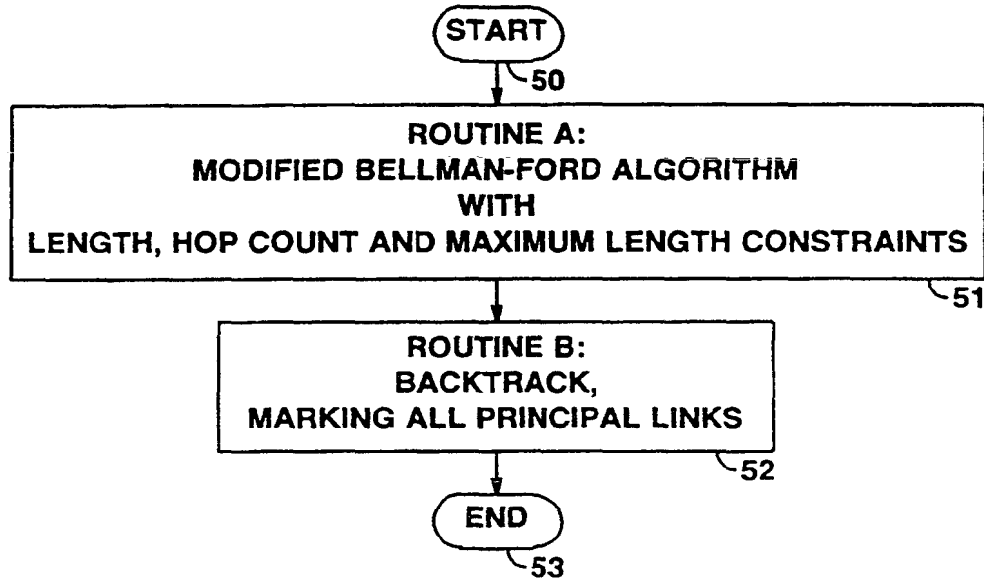 START
50
ROUTINE A:
MODIFIED BELLMAN-FORD ALGORITHM
WITH
LENGTH, HOP COUNT AND MAXIMUM LENGTH CONSTRAINTS
51
ROUTINE B:
BACKTRACK,
MARKING ALL PRINCIPAL LINKS
52
END
53